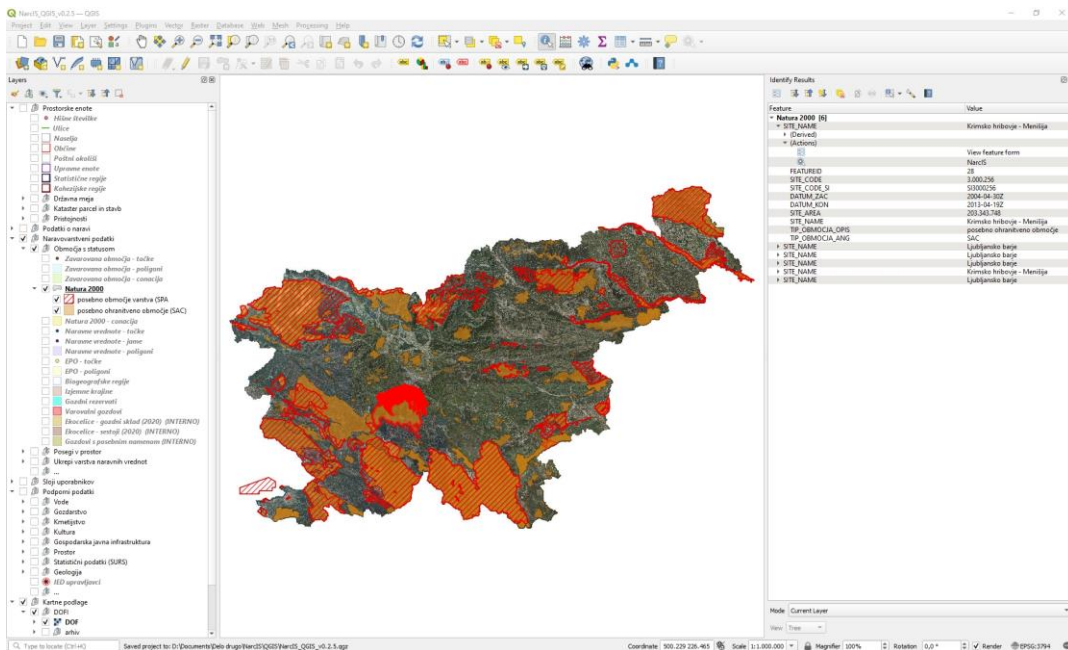 NarcIS_QGIS_v0.2.5 — QGIS
Project Edit View Layer Settings Plugins Vector Raster Database Web Mesh Processing Help
Layers
Prostorske enote
Hišne številke
Ulice
Naselja
Občine
Poštni okoliši
Upravne enote
Statistične regije
Kohezijske regije
Državna meja
Kataster parcel in stavb
Pristojnosti
Podatki o naravi
Naravovarstveni podatki
Območja s statusom
Zavarovana območja - točke
Zavarovana območja - poligoni
Zavarovana območja - conacija
Natura 2000
posebno območje varstva (SPA
posebno ohranitveno območje (SAC)
Natura 2000 - conacija
Naravne vrednote - točke
Naravne vrednote - jame
Naravne vrednote - poligoni
EPO - točke
EPO - poligoni
Biogeografske regije
Izjemne krajine
Gozdni rezervati
Varovalni gozdovi
Ekocelice - gozdni sklad (2020) (INTERNO)
Ekocelice - sestoji (2020) (INTERNO)
Gozdovi s posebnim namenom (INTERNO)
Posegi v prostor
Ukrepi varstva naravnih vrednot
...
Sloji uporabnikov
Podporni podatki
Vode
Gozdarstvo
Kmetijstvo
Kultura
Gospodarska javna infrastruktura
Prostor
Statistični podatki (SURS)
Geologija
IED upravljavci
...
Kartne podlage
DOFI
DOF
arhiv
Identify Results
Feature Value
Natura 2000 [6]
SITE_NAME Krimsko hribovje - Menišija
(Derived)
(Actions)
View feature form
NarcIS
FEATUREID 28
SITE_CODE 3.000.256
SITE_CODE_SI SI3000256
DATUM_ZAC 2004-04-30Z
DATUM_KON 2013-04-19Z
SITE_AREA 203.343.748
SITE_NAME Krimsko hribovje - Menišija
TIP_OBMOCJA_OPIS posebno ohranitveno območje
TIP_OBMOCJA_ANG SAC
SITE_NAME Ljubljansko barje
SITE_NAME Ljubljansko barje
SITE_NAME Ljubljansko barje
SITE_NAME Krimsko hribovje - Menišija
SITE_NAME Ljubljansko barje
Mode Current Layer
View Tree
Type to locate (Ctrl+K) Saved project to: D:\Documents\Delo drugo\NarcIS\QGIS\NarcIS_QGIS_v0.2.5.qgz Coordinate 500.229 226.465 Scale 1:1.000.000 Magnifier 100% Rotation 0,0 ° Render EPSG:3794